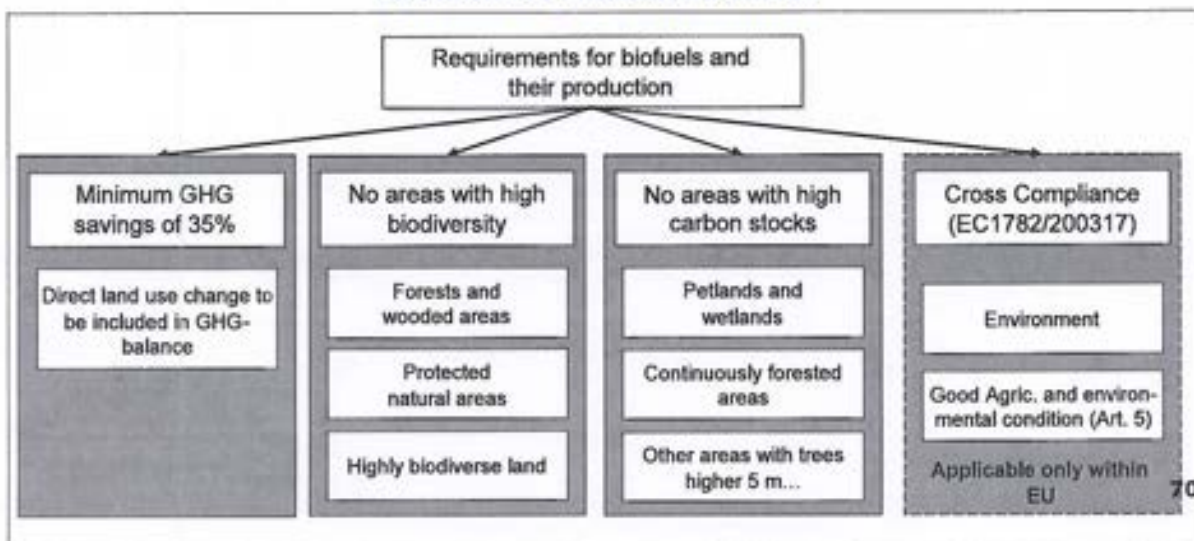 Requirements for biofuels and
their production
Minimum GHG
savings of 35%
Direct land use change to
be included in GHG-
balance
No areas with high
biodiversity
Forests and
wooded areas
Protected
natural areas
Highly biodiverse land
No areas with high
carbon stocks
Petlands and
wetlands
Continuously forested
areas
Other areas with trees
higher 5 m...
Cross Compliance
(EC1782/200317)
Environment
Good Agric. and environ-
mental condition (Art. 5)
Applicable only within
EU
70